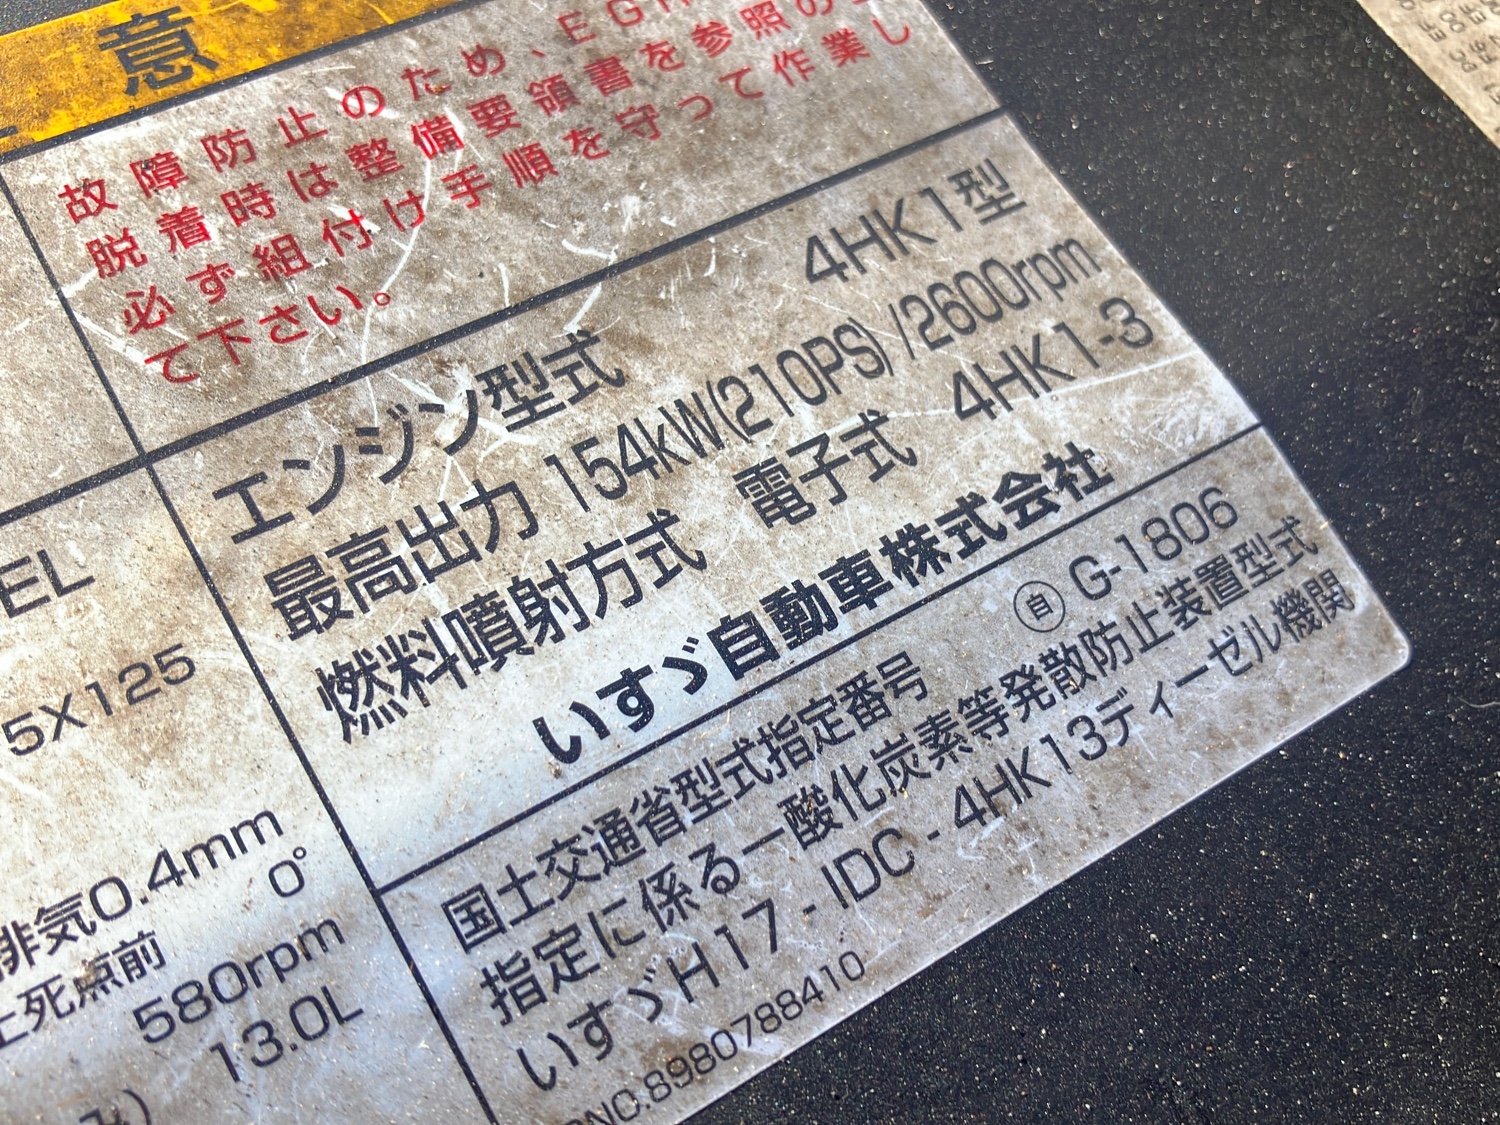 意
故障防止のため、EGR
脱着時は整備要領書を参照の
必ず組付け手順を守って作業し
て下さい。
エンジン型式 4HK1型
最高出力 154kW(210PS)/2600rpm
燃料噴射方式 電子式 4HK1-3
いすゞ自動車株式会社
国土交通省型式指定番号 自 G-1806
指定に係る一酸化炭素等発散防止装置型式
いすゞH17-IDC-4HK13ディーゼル機関
NO.8980788410
EL
5X125
排気0.4mm
0°
上死点前
580rpm
13.0L
み)